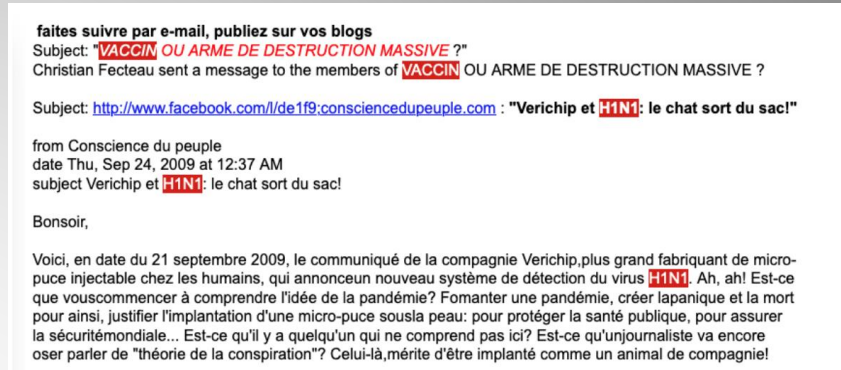 faites suivre par e-mail, publiez sur vos blogs
Subject: "VACCIN OU ARME DE DESTRUCTION MASSIVE ?"
Christian Fecteau sent a message to the members of VACCIN OU ARME DE DESTRUCTION MASSIVE ?
Subject: http://www.facebook.com/l/de1f9;consciencedupeuple.com : "Verichip et H1N1: le chat sort du sac!"
from Conscience du peuple
date Thu, Sep 24, 2009 at 12:37 AM
subject Verichip et H1N1: le chat sort du sac!
Bonsoir,
Voici, en date du 21 septembre 2009, le communiqué de la compagnie Verichip,plus grand fabriquant de micro-
puce injectable chez les humains, qui annonceun nouveau système de détection du virus H1N1. Ah, ah! Est-ce
que vouscommencer à comprendre l'idée de la pandémie? Fomanter une pandémie, créer lapanique et la mort
pour ainsi, justifier l'implantation d'une micro-puce sousla peau: pour protéger la santé publique, pour assurer
la sécuritémondiale... Est-ce qu'il y a quelqu'un qui ne comprend pas ici? Est-ce qu'unjournaliste va encore
oser parler de "théorie de la conspiration"? Celui-là,mérite d'être implanté comme un animal de compagnie!